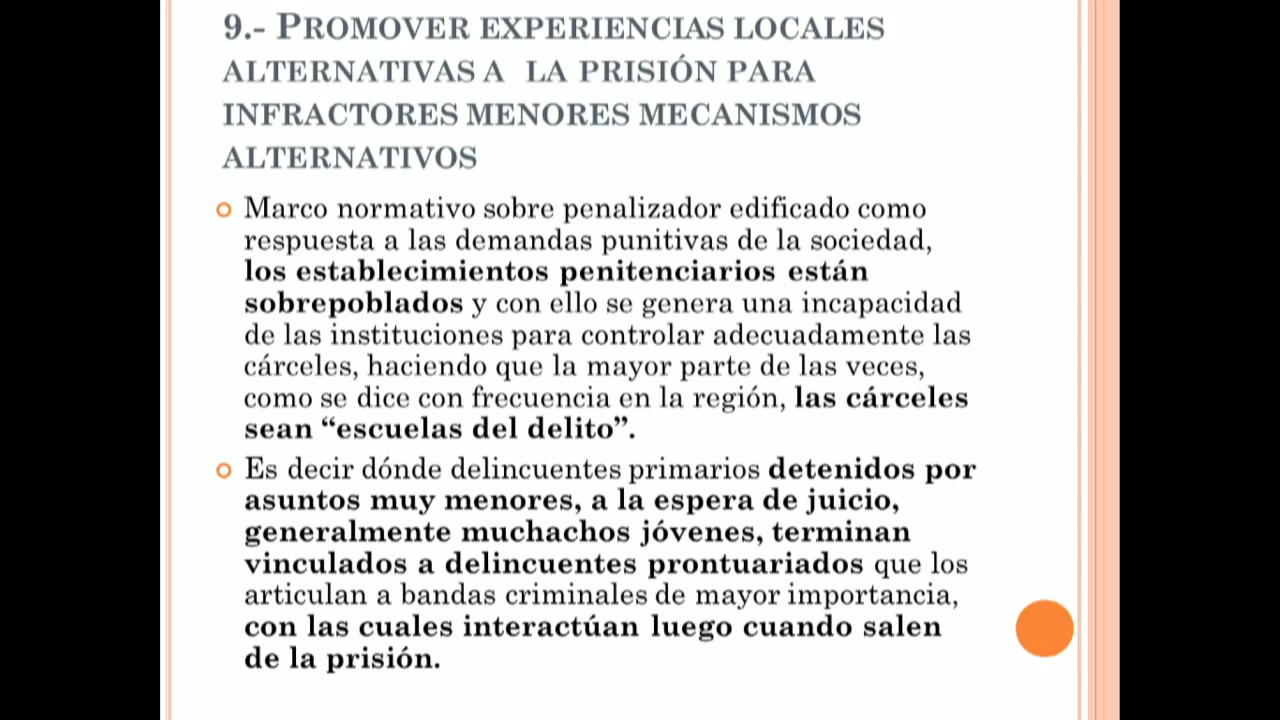 9.- PROMOVER EXPERIENCIAS LOCALES
ALTERNATIVAS A LA PRISIÓN PARA
INFRACTORES MENORES MECANISMOS
ALTERNATIVOS
Marco normativo sobre penalizador edificado como
respuesta a las demandas punitivas de la sociedad,
los establecimientos penitenciarios están
sobrepoblados y con ello se genera una incapacidad
de las instituciones para controlar adecuadamente las
cárceles, haciendo que la mayor parte de las veces,
como se dice con frecuencia en la región, las cárceles
sean “escuelas del delito”.
Es decir dónde delincuentes primarios detenidos por
asuntos muy menores, a la espera de juicio,
generalmente muchachos jóvenes, terminan
vinculados a delincuentes prontuariados que los
articulan a bandas criminales de mayor importancia,
con las cuales interactúan luego cuando salen
de la prisión.